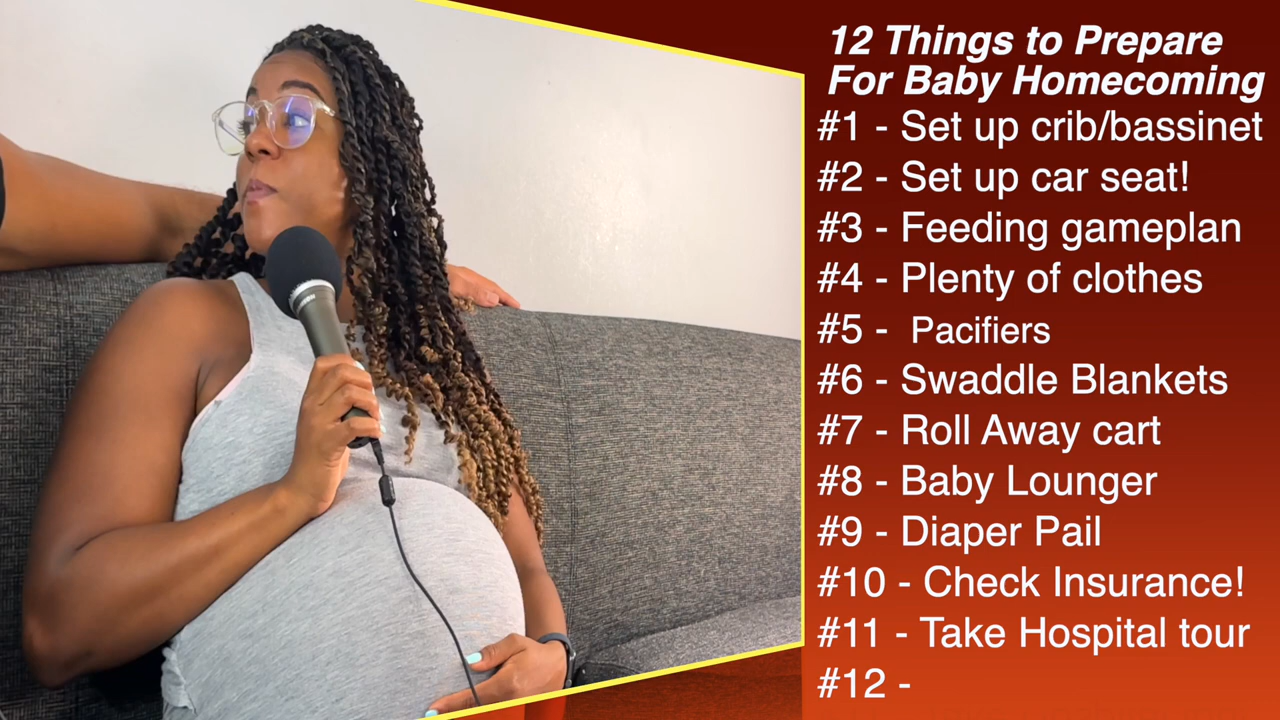 12 Things to Prepare
For Baby Homecoming
#1 - Set up crib/bassinet
#2 - Set up car seat!
#3 - Feeding gameplan
#4 - Plenty of clothes
#5 - Pacifiers
#6 - Swaddle Blankets
#7 - Roll Away cart
#8 - Baby Lounger
#9 - Diaper Pail
#10 - Check Insurance!
#11 - Take Hospital tour
#12 -